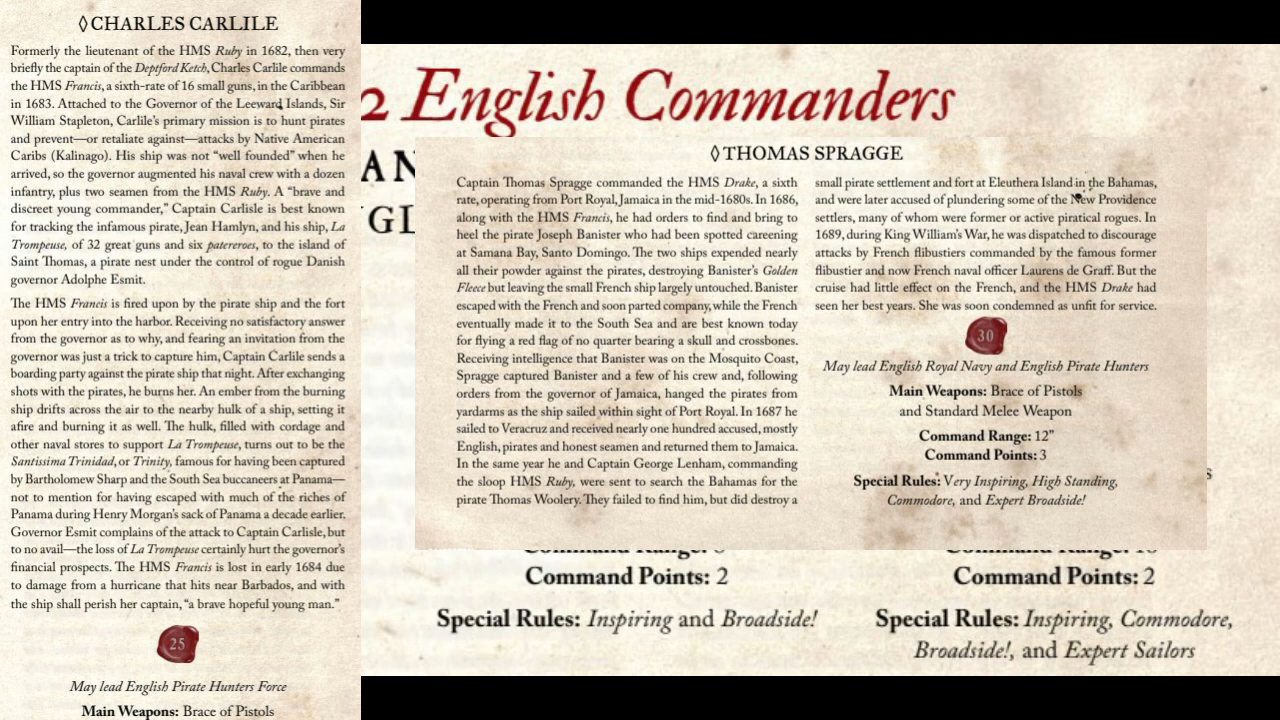 ◊ CHARLES CARLILE
Formerly the lieutenant of the HMS Ruby in 1682, then very
briefly the captain of the Deptford Ketch, Charles Carlile commands
the HMS Francis, a sixth-rate of 16 small guns, in the Caribbean
in 1683. Attached to the Governor of the Leeward Islands, Sir
William Stapleton, Carlile's primary mission is to hunt pirates
and prevent—or retaliate against—attacks by Native American
Caribs (Kalinago). His ship was not "well founded" when he
arrived, so the governor augmented his naval crew with a dozen
infantry, plus two seamen from the HMS Ruby. A "brave and
discreet young commander," Captain Carlisle is best known
for tracking the infamous pirate, Jean Hamlyn, and his ship, La
Trompeuse, of 32 great guns and six patereroes, to the island of
Saint Thomas, a pirate nest under the control of rogue Danish
governor Adolphe Esmit.
The HMS Francis is fired upon by the pirate ship and the fort
upon her entry into the harbor. Receiving no satisfactory answer
from the governor as to why, and fearing an invitation from the
governor was just a trick to capture him, Captain Carlile sends a
boarding party against the pirate ship that night. After exchanging
shots with the pirates, he burns her. An ember from the burning
ship drifts across the air to the nearby hulk of a ship, setting it
afire and burning it as well. The hulk, filled with cordage and
other naval stores to support La Trompeuse, turns out to be the
Santissima Trinidad, or Trinity, famous for having been captured
by Bartholomew Sharp and the South Sea buccaneers at Panama—
not to mention for having escaped with much of the riches of
Panama during Henry Morgan's sack of Panama a decade earlier.
Governor Esmit complains of the attack to Captain Carlisle, but
to no avail—the loss of La Trompeuse certainly hurt the governor's
financial prospects. The HMS Francis is lost in early 1684 due
to damage from a hurricane that hits near Barbados, and with
the ship shall perish her captain, "a brave hopeful young man."
25
May lead English Pirate Hunters Force
Main Weapons: Brace of Pistols
2 English Commanders
AN
GL
◊ THOMAS SPRAGGE
Captain Thomas Spragge commanded the HMS Drake, a sixth
rate, operating from Port Royal, Jamaica in the mid-1680s. In 1686,
along with the HMS Francis, he had orders to find and bring to
heel the pirate Joseph Banister who had been spotted careening
at Samana Bay, Santo Domingo. The two ships expended nearly
all their powder against the pirates, destroying Banister's Golden
Fleece but leaving the small French ship largely untouched. Banister
escaped with the French and soon parted company, while the French
eventually made it to the South Sea and are best known today
for flying a red flag of no quarter bearing a skull and crossbones.
Receiving intelligence that Banister was on the Mosquito Coast,
Spragge captured Banister and a few of his crew and, following
orders from the governor of Jamaica, hanged the pirates from
yardarms as the ship sailed within sight of Port Royal. In 1687 he
sailed to Veracruz and received nearly one hundred accused, mostly
English, pirates and honest seamen and returned them to Jamaica.
In the same year he and Captain George Lenham, commanding
the sloop HMS Ruby, were sent to search the Bahamas for the
pirate Thomas Woolery. They failed to find him, but did destroy a
small pirate settlement and fort at Eleuthera Island in the Bahamas,
and were later accused of plundering some of the New Providence
settlers, many of whom were former or active piratical rogues. In
1689, during King William's War, he was dispatched to discourage
attacks by French flibustiers commanded by the famous former
flibustier and now French naval officer Laurens de Graff. But the
cruise had little effect on the French, and the HMS Drake had
seen her best years. She was soon condemned as unfit for service.
30
May lead English Royal Navy and English Pirate Hunters
Main Weapons: Brace of Pistols
and Standard Melee Weapon
Command Range: 12"
Command Points: 3
Special Rules: Very Inspiring, High Standing,
Commodore, and Expert Broadside!
s
Command Range:
Command Points: 2
Special Rules: Inspiring and Broadside!
Command Range:
Command Points: 2
Special Rules: Inspiring, Commodore,
Broadside!, and Expert Sailors